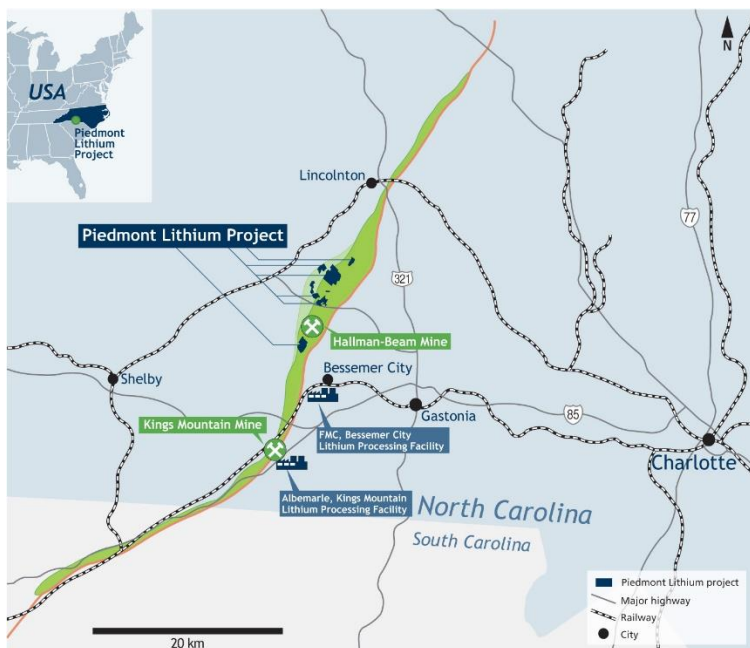 USA
Piedmont
Lithium
Project
N
Lincolnton
77
Piedmont Lithium Project
321
Hallman-Beam Mine
Shelby
Bessemer City
Gastonia
85
Kings Mountain Mine
FMC, Bessemer City
Lithium Processing Facility
Charlotte
Albemarle, Kings Mountain
Lithium Processing Facility
North Carolina
South Carolina
Piedmont Lithium project
Major highway
Railway
City
20 km